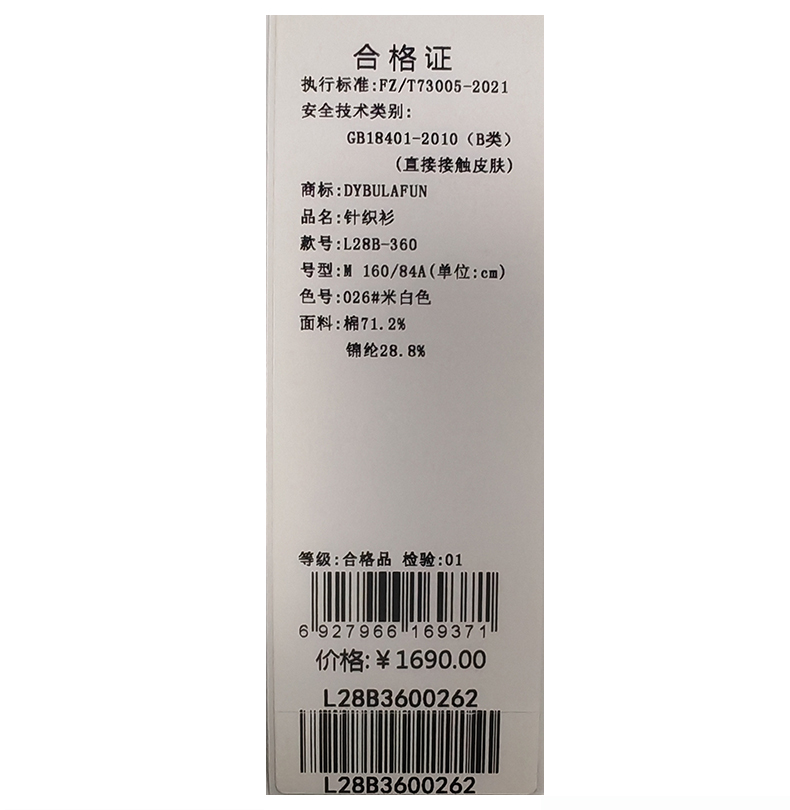 合格证
执行标准:FZ/T73005-2021
安全技术类别:
GB18401-2010（B类）
(直接接触皮肤)
商标:DYBULAFUN
品名:针织衫
款号:L28B-360
号型:M 160/84A(单位:cm)
色号:026#米白色
面料:棉71.2%
锦纶28.8%
等级:合格品 检验:01
6 927966 169371
价格:￥1690.00
L28B3600262
L28B3600262